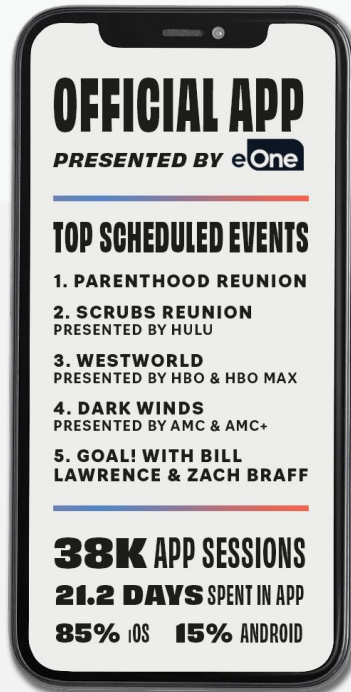 OFFICIAL APP
PRESENTED BY eOne
TOP SCHEDULED EVENTS
1. PARENTHOOD REUNION
2. SCRUBS REUNION
PRESENTED BY HULU
3. WESTWORLD
PRESENTED BY HBO & HBO MAX
4. DARK WINDS
PRESENTED BY AMC & AMC+
5. GOAL! WITH BILL
LAWRENCE & ZACH BRAFF
38K APP SESSIONS
21.2 DAYS SPENT IN APP
85% iOS 15% ANDROID